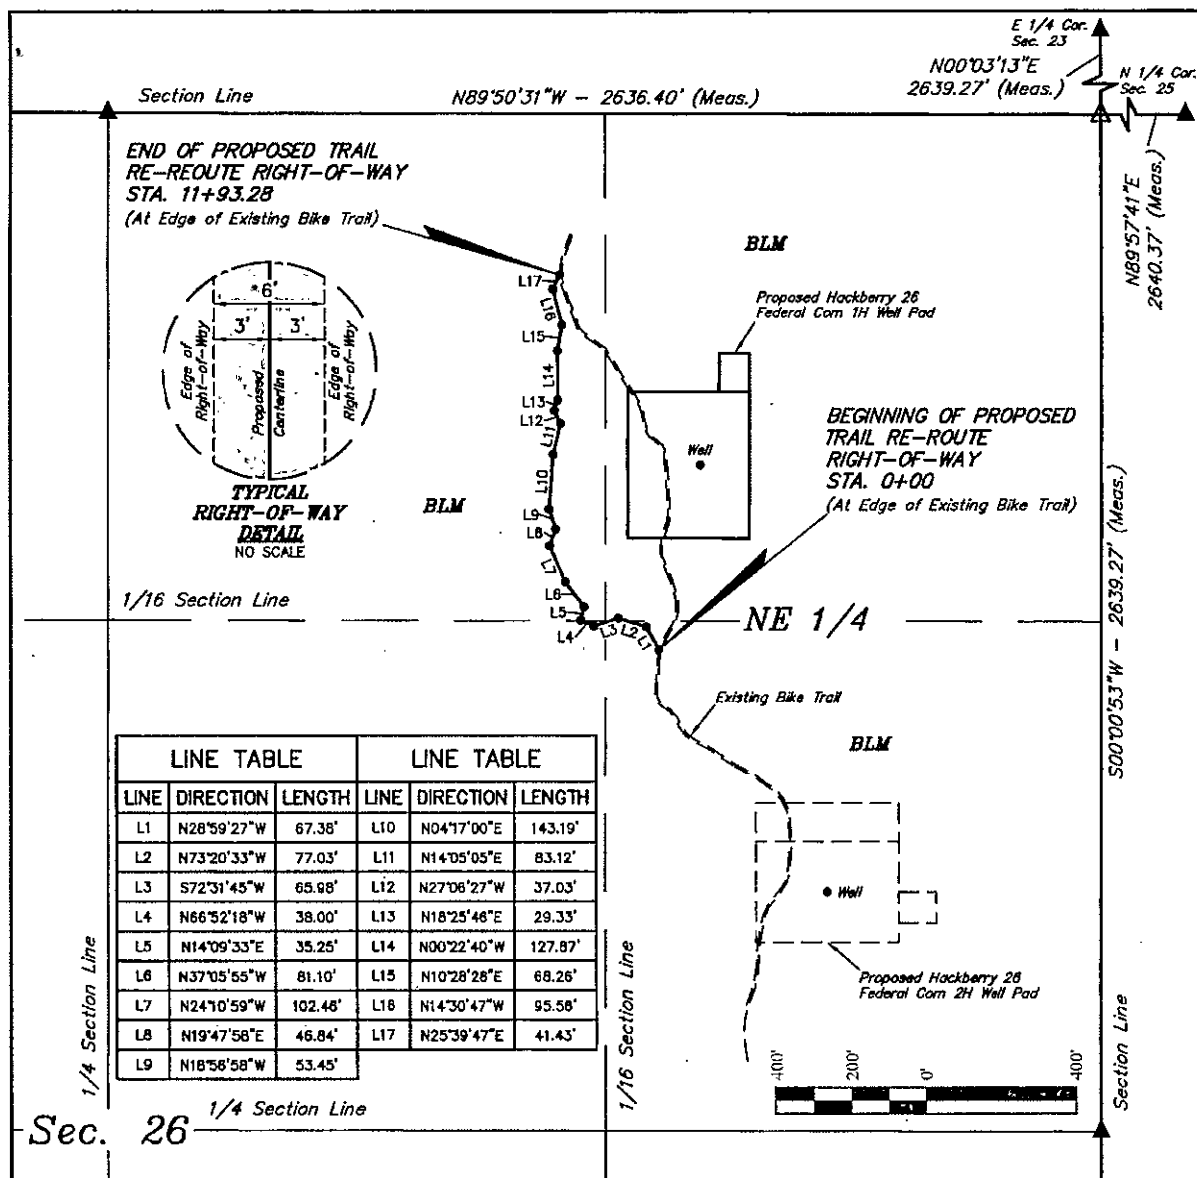 E 1/4 Cor.
Sec. 23
N00°03'13"E
2639.27' (Meas.)
N 1/4 Cor.
Sec. 25
Section Line
N89°50'31"W - 2636.40' (Meas.)
N89°57'41"E
2640.37' (Meas.)
END OF PROPOSED TRAIL
RE-REOUTE RIGHT-OF-WAY
STA. 11+93.28
(At Edge of Existing Bike Trail)
BLM
Proposed Hackberry 26
Federal Com 1H Well Pad
6'
3' 3'
Edge of
Right-of-Way
Proposed
Centerline
Edge of
Right-of-Way
TYPICAL
RIGHT-OF-WAY
DETAIL
NO SCALE
L17
L16
L15
L14
L13
L12
L11
L10
L9
L8
L7
L6
L5
L4
L3
L2
L1
Well
BLM
BEGINNING OF PROPOSED
TRAIL RE-ROUTE
RIGHT-OF-WAY
STA. 0+00
(At Edge of Existing Bike Trail)
S00°00'53"W - 2639.27' (Meas.)
1/16 Section Line
NE 1/4
Existing Bike Trail
BLM
LINE TABLE LINE TABLE
LINE DIRECTION LENGTH LINE DIRECTION LENGTH
L1 N28°59'27"W 67.38' L10 N04°17'00"E 143.19'
L2 N73°20'33"W 77.03' L11 N14°05'05"E 83.12'
L3 S72°31'45"W 65.98' L12 N27°06'27"W 37.03'
L4 N66°52'18"W 38.00' L13 N18°25'46"E 29.33'
L5 N14°09'33"E 35.25' L14 N00°22'40"W 127.87'
L6 N37°05'55"W 81.10' L15 N10°28'28"E 68.26'
L7 N24°10'59"W 102.46' L16 N14°30'47"W 95.56'
L8 N19°47'56"E 46.84' L17 N25°39'47"E 41.43'
L9 N18°56'58"W 53.45'
Well
Proposed Hackberry 26
Federal Com 2H Well Pad
1/4 Section Line
1/16 Section Line
Section Line
400' 200' 0' 400'
1/4 Section Line
Sec. 26